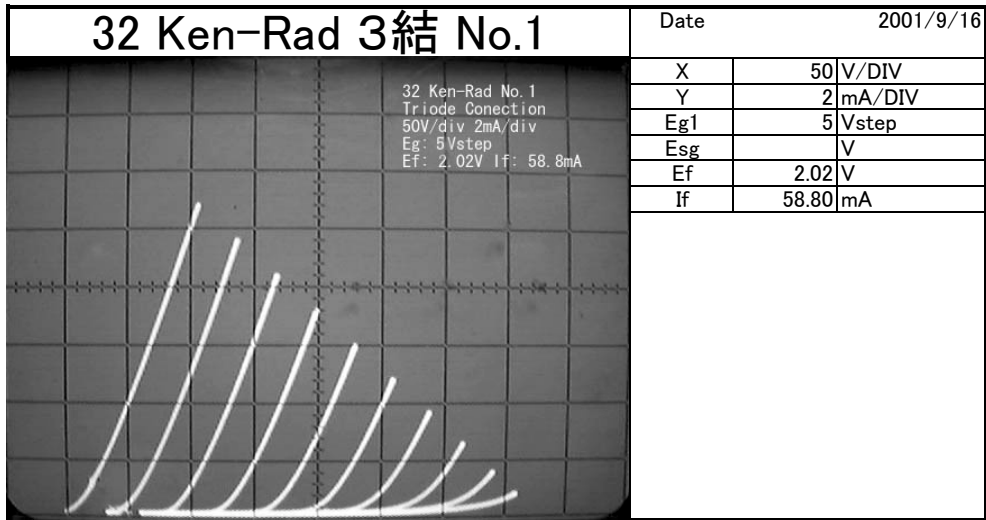 32 Ken-Rad 3結 No.1
Date 2001/9/16
32 Ken-Rad No.1
Triode Conection
50V/div 2mA/div
Eg: 5Vstep
Ef: 2.02V If: 58.8mA
X 50 V/DIV
Y 2 mA/DIV
Eg1 5 Vstep
Esg V
Ef 2.02 V
If 58.80 mA